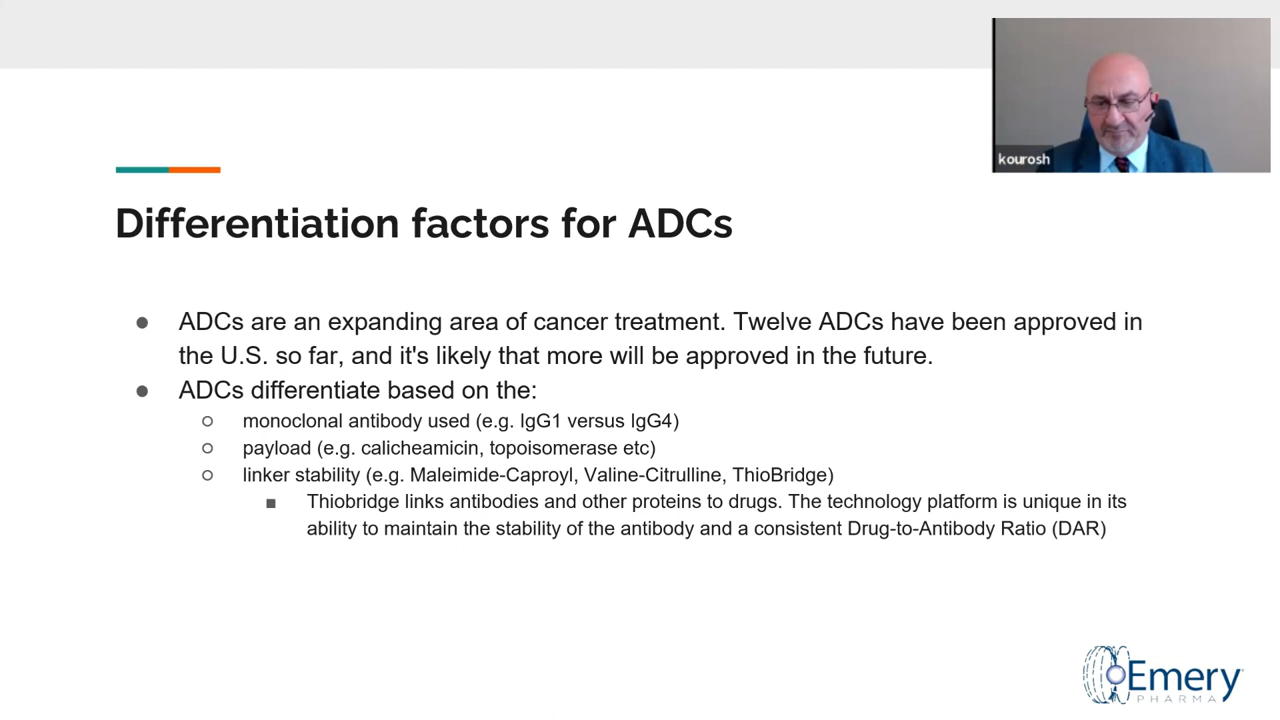 kourosh
Differentiation factors for ADCs
● ADCs are an expanding area of cancer treatment. Twelve ADCs have been approved in
the U.S. so far, and it's likely that more will be approved in the future.
● ADCs differentiate based on the:
○ monoclonal antibody used (e.g. IgG1 versus IgG4)
○ payload (e.g. calicheamicin, topoisomerase etc)
○ linker stability (e.g. Maleimide-Caproyl, Valine-Citrulline, ThioBridge)
■ Thiobridge links antibodies and other proteins to drugs. The technology platform is unique in its
ability to maintain the stability of the antibody and a consistent Drug-to-Antibody Ratio (DAR)
Emery
PHARMA